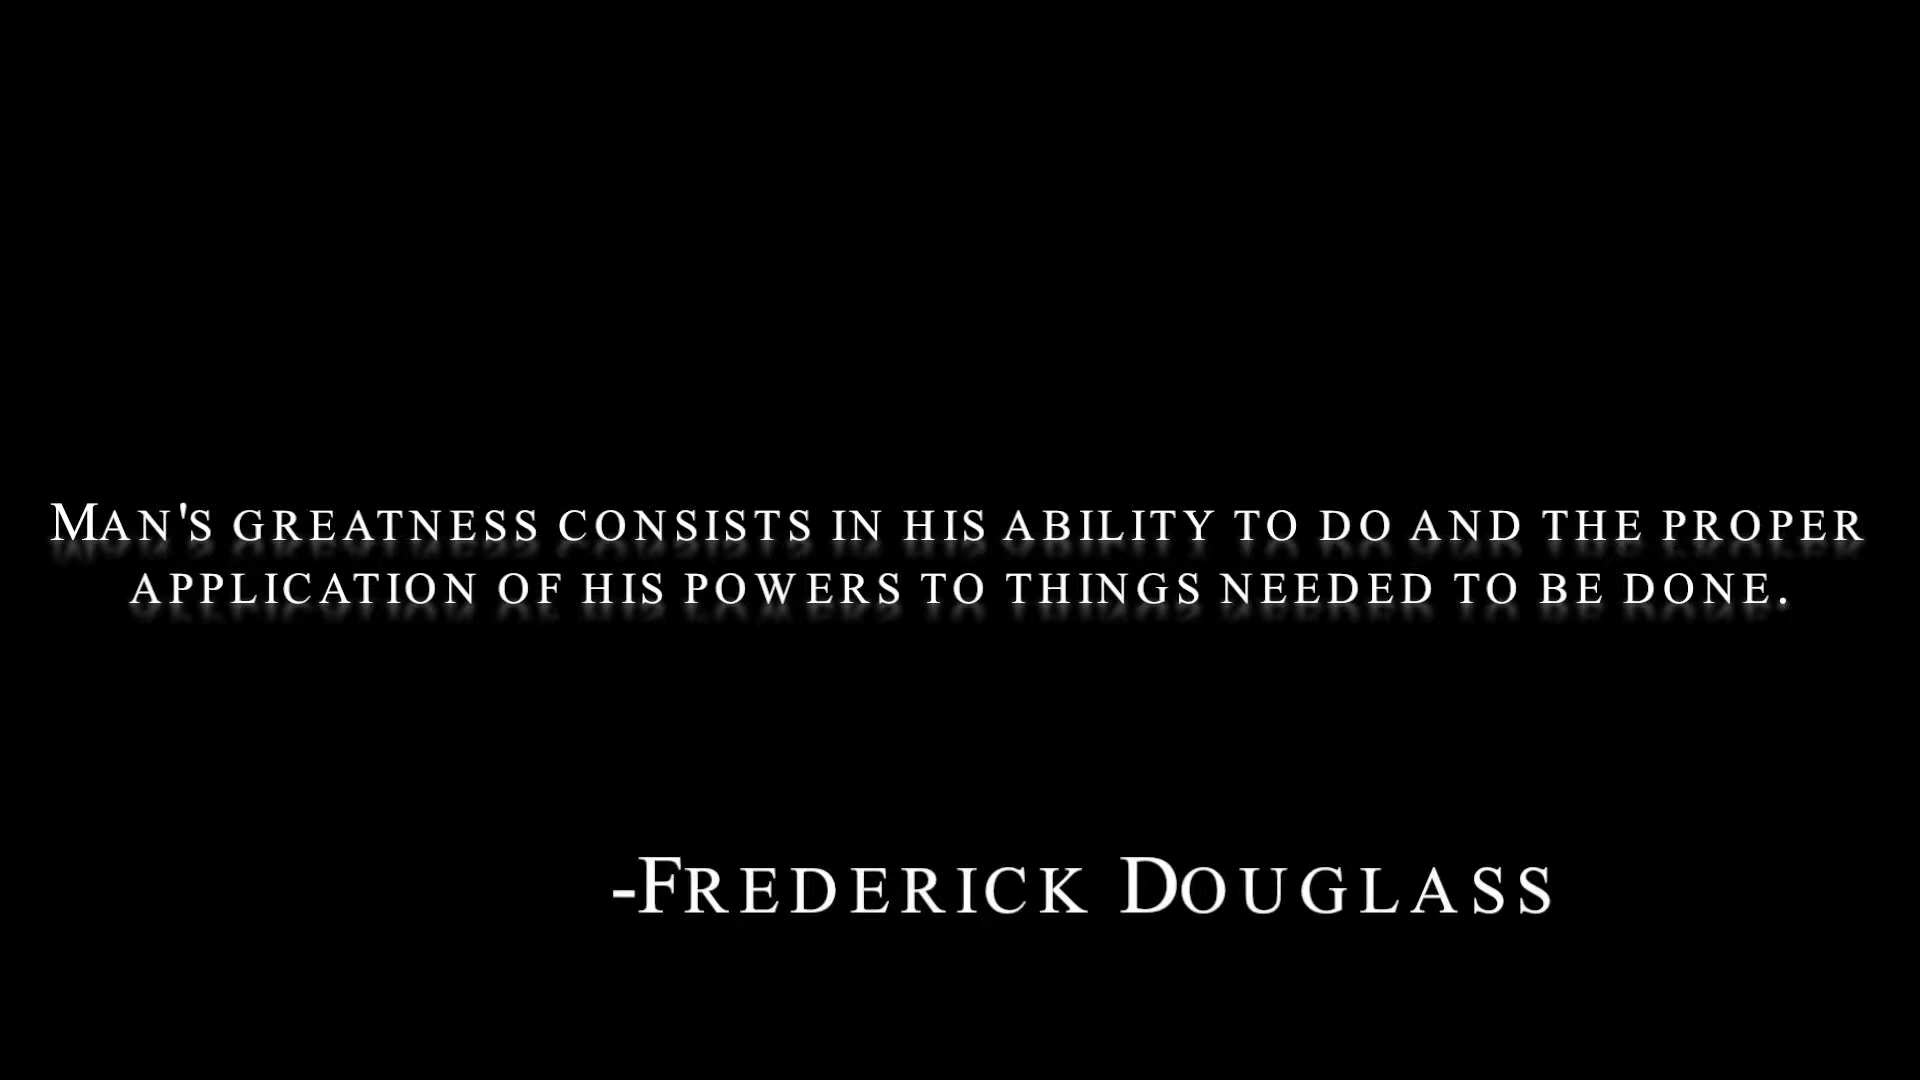 Man's greatness consists in his ability to do and the proper
application of his powers to things needed to be done.
-Frederick Douglass